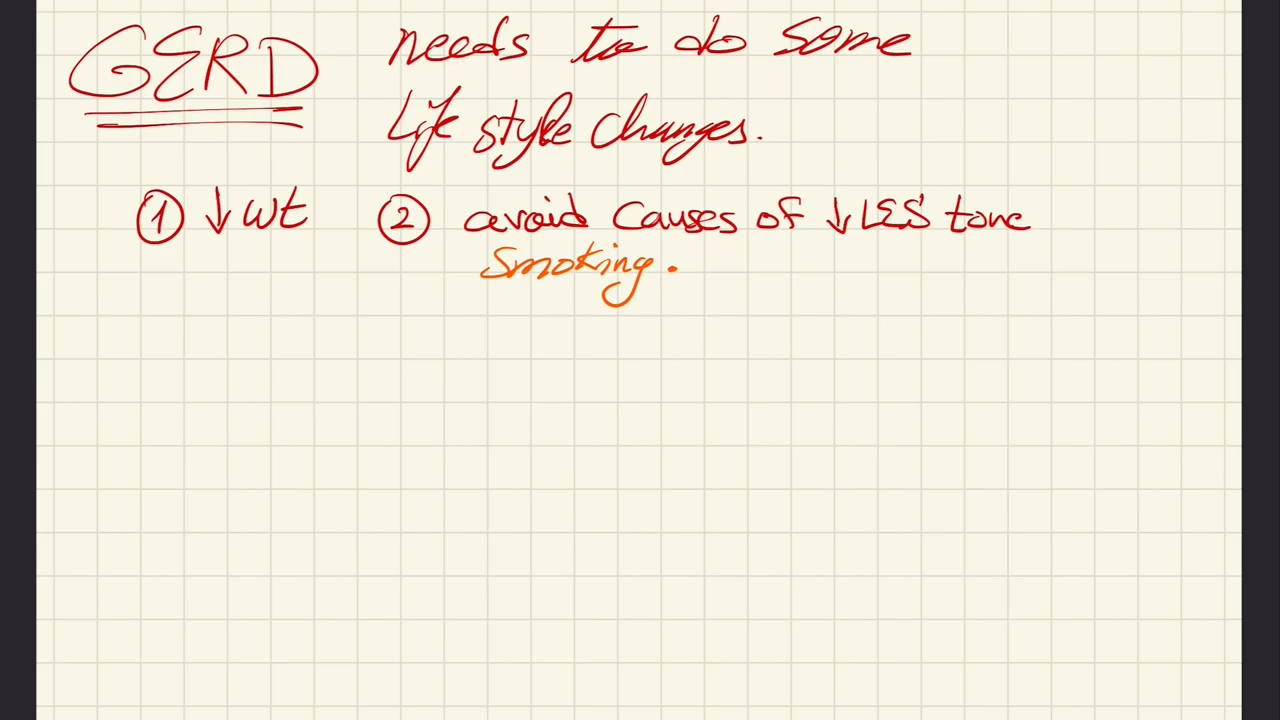 GERD needs to do some
Life style changes.
① ↓ wt ② avoid Causes of ↓ LES tone
Smoking.